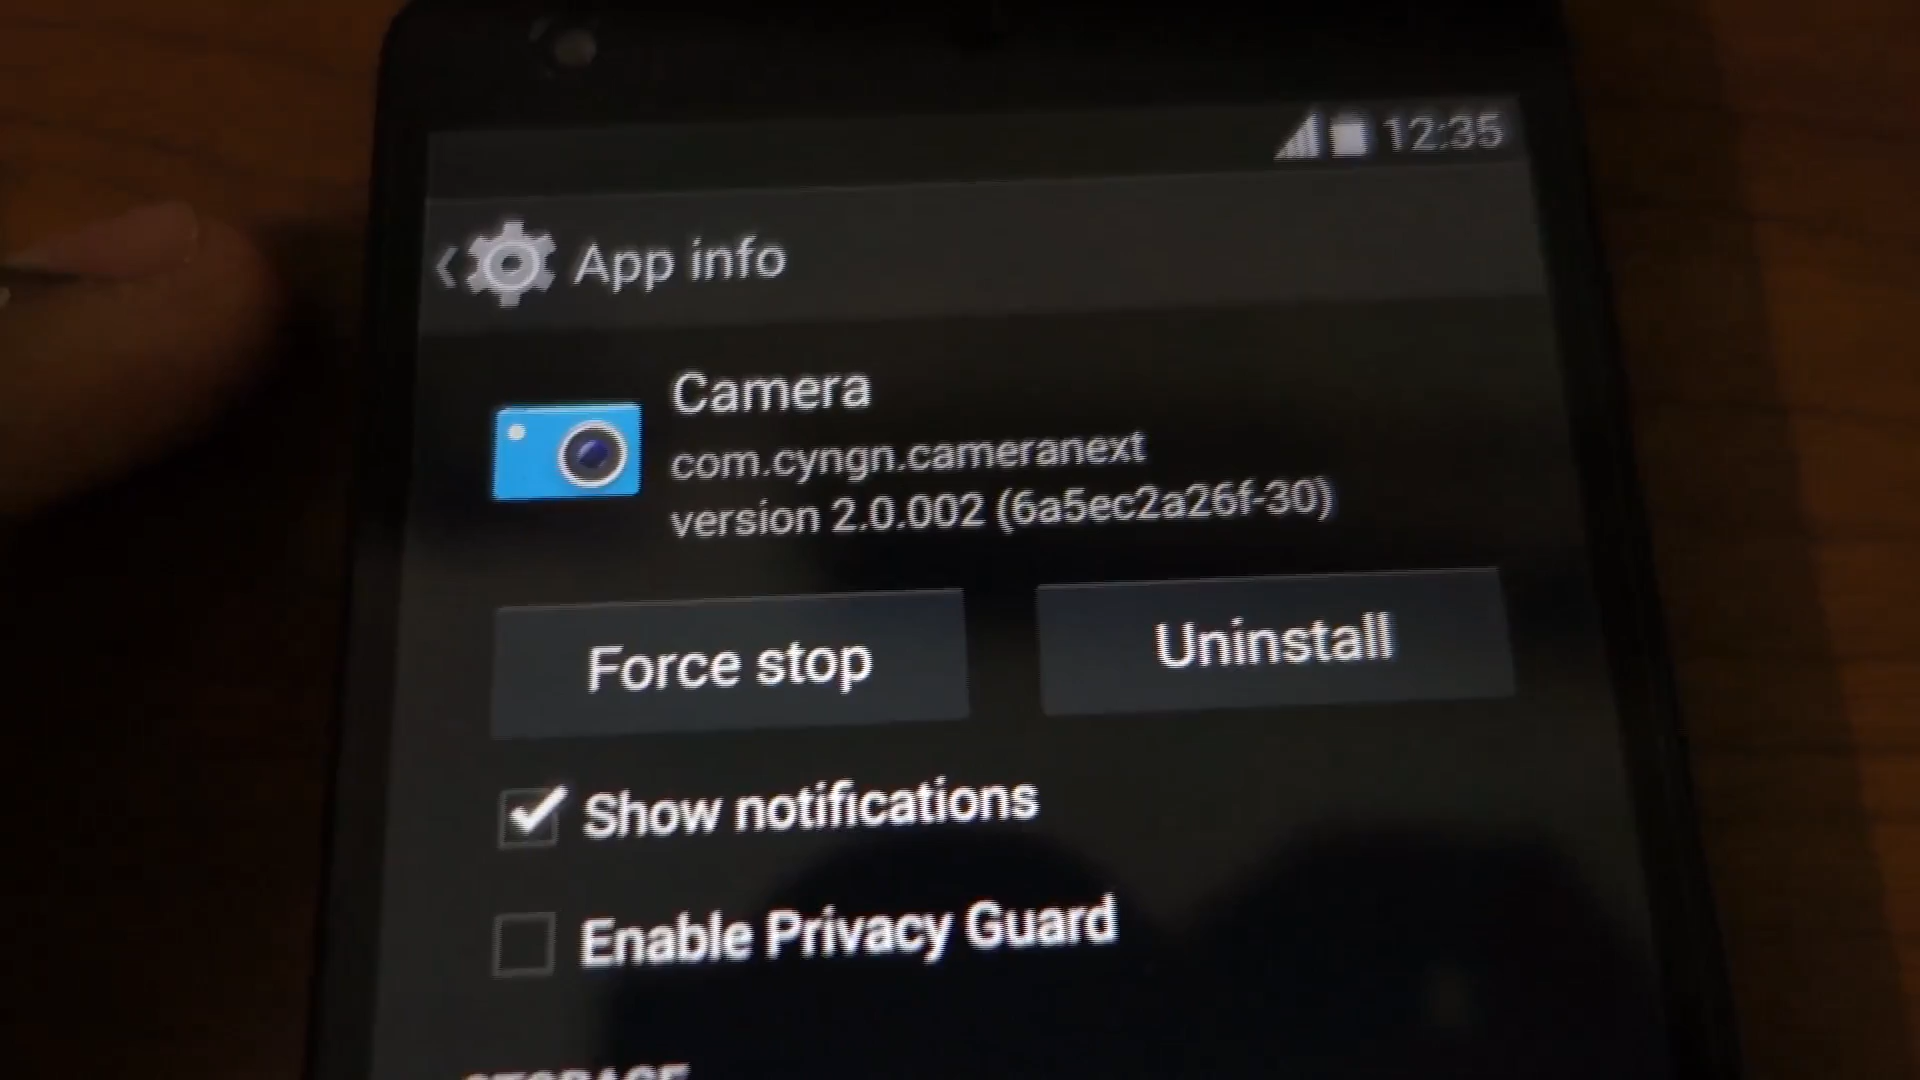 12:35
App info
Camera
com.cyngn.cameranext
version 2.0.002 (6a5ec2a26f-30)
Force stop
Uninstall
Show notifications
Enable Privacy Guard
STORAGE